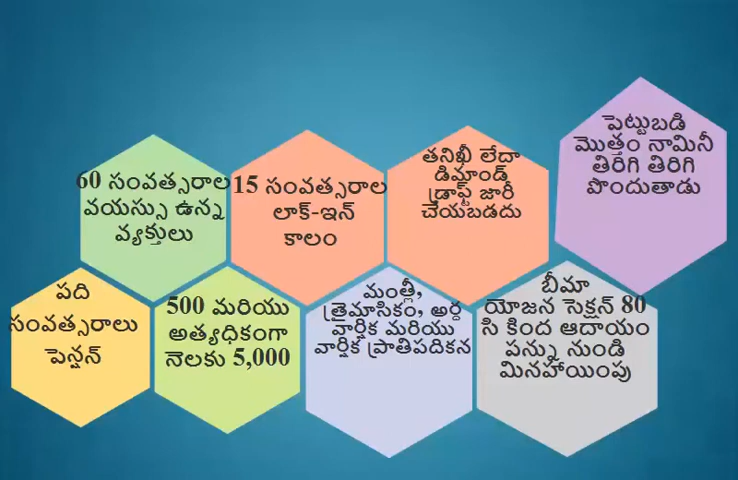 60 సంవత్సరాల
వయస్సు ఉన్న
వ్యక్తులు
15 సంవత్సరాల
లాక్-ఇన్
కాలం
తనిఖీ లేదా
డిమాండ్
డ్రాఫ్ట్ జారీ
చేయబడదు
పెట్టుబడి
మొత్తం నామినీ
తిరిగి తిరిగి
పొందుతాడు
పది
సంవత్సరాలు
పెన్షన్
500 మరియు
అత్యధికంగా
నెలకు 5,000
మంత్లీ,
త్రైమాసికం, అర్ధ
వార్షిక మరియు
వార్షిక ప్రాతిపదికన
బీమా
యోజన సెక్షన్ 80
సి కింద ఆదాయం
పన్ను నుండి
మినహాయింపు